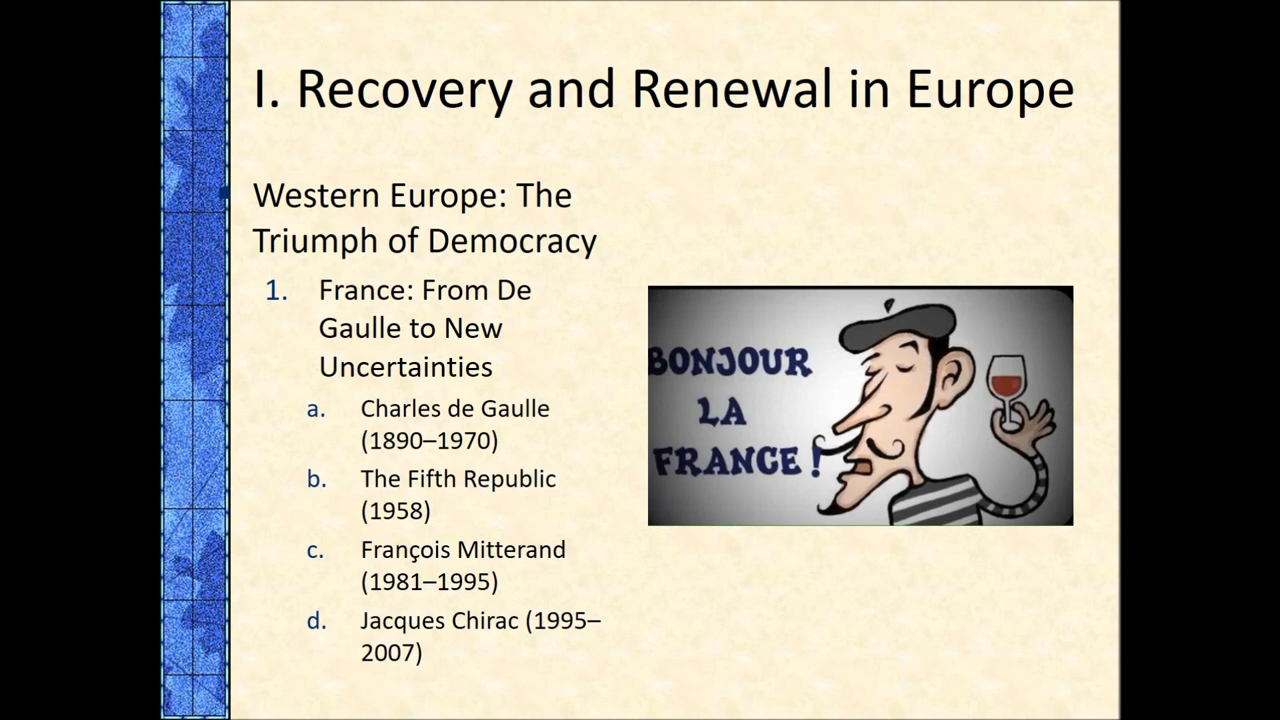 I. Recovery and Renewal in Europe
Western Europe: The
Triumph of Democracy
1. France: From De
Gaulle to New
Uncertainties
a. Charles de Gaulle
(1890–1970)
b. The Fifth Republic
(1958)
c. François Mitterand
(1981–1995)
d. Jacques Chirac (1995–
2007)
BONJOUR
LA
FRANCE !